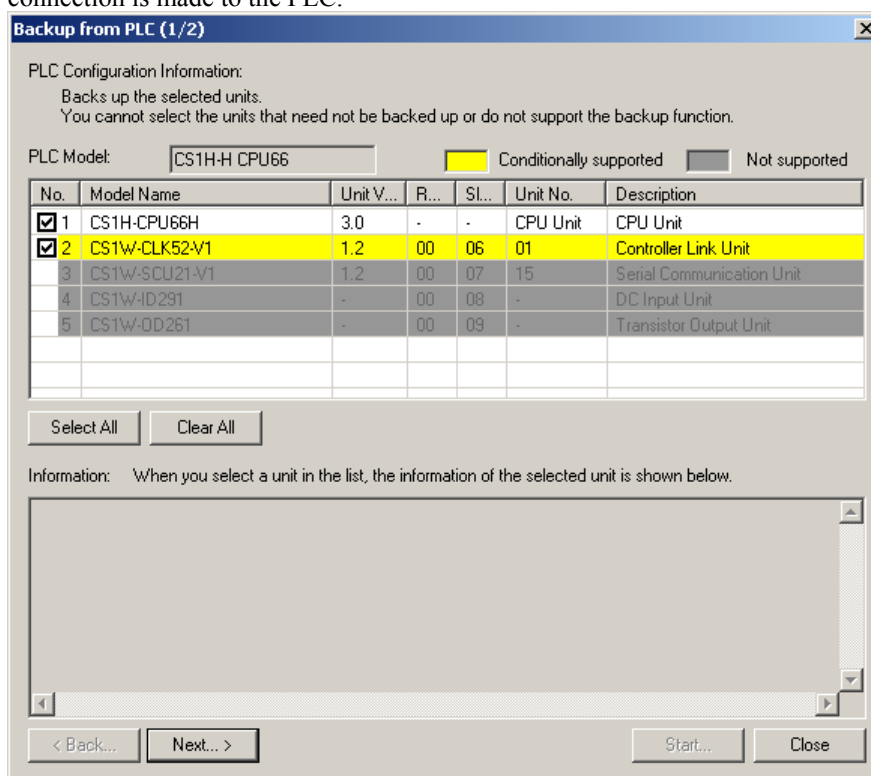 connection is made to the PLC.
Backup from PLC (1/2)
PLC Configuration Information:
Backs up the selected units.
You cannot select the units that need not be backed up or do not support the backup function.
PLC Model: CS1H-H CPU66 Conditionally supported Not supported
No. Model Name Unit V... R... Sl... Unit No. Description
1 CS1H-CPU66H 3.0 - - CPU Unit CPU Unit
2 CS1W-CLK52-V1 1.2 00 06 01 Controller Link Unit
3 CS1W-SCU21-V1 1.2 00 07 15 Serial Communication Unit
4 CS1W-ID291 - 00 08 - DC Input Unit
5 CS1W-OD261 - 00 09 - Transistor Output Unit
Select All Clear All
Information: When you select a unit in the list, the information of the selected unit is shown below.
< Back... Next... > Start... Close